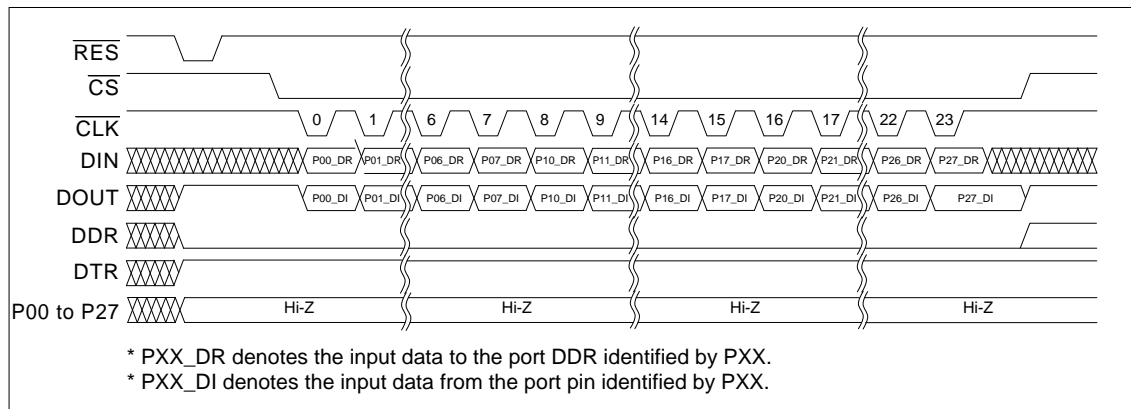 RES
CS
CLK 0 1 6 7 8 9 14 15 16 17 22 23
DIN P00_DR P01_DR P06_DR P07_DR P10_DR P11_DR P16_DR P17_DR P20_DR P21_DR P26_DR P27_DR
DOUT P00_DI P01_DI P06_DI P07_DI P10_DI P11_DI P16_DI P17_DI P20_DI P21_DI P26_DI P27_DI
DDR
DTR
P00 to P27 Hi-Z Hi-Z Hi-Z Hi-Z
* PXX_DR denotes the input data to the port DDR identified by PXX.
* PXX_DI denotes the input data from the port pin identified by PXX.